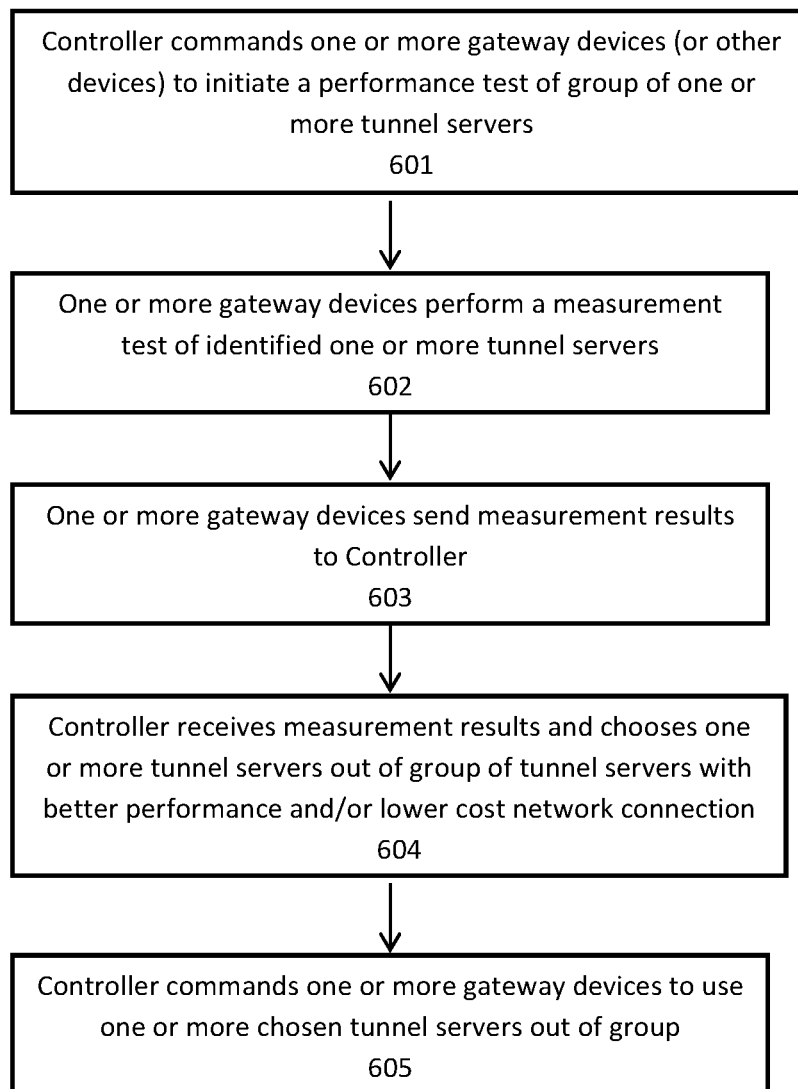 Controller commands one or more gateway devices (or other
devices) to initiate a performance test of group of one or
more tunnel servers
601
One or more gateway devices perform a measurement
test of identified one or more tunnel servers
602
One or more gateway devices send measurement results
to Controller
603
Controller receives measurement results and chooses one
or more tunnel servers out of group of tunnel servers with
better performance and/or lower cost network connection
604
Controller commands one or more gateway devices to use
one or more chosen tunnel servers out of group
605